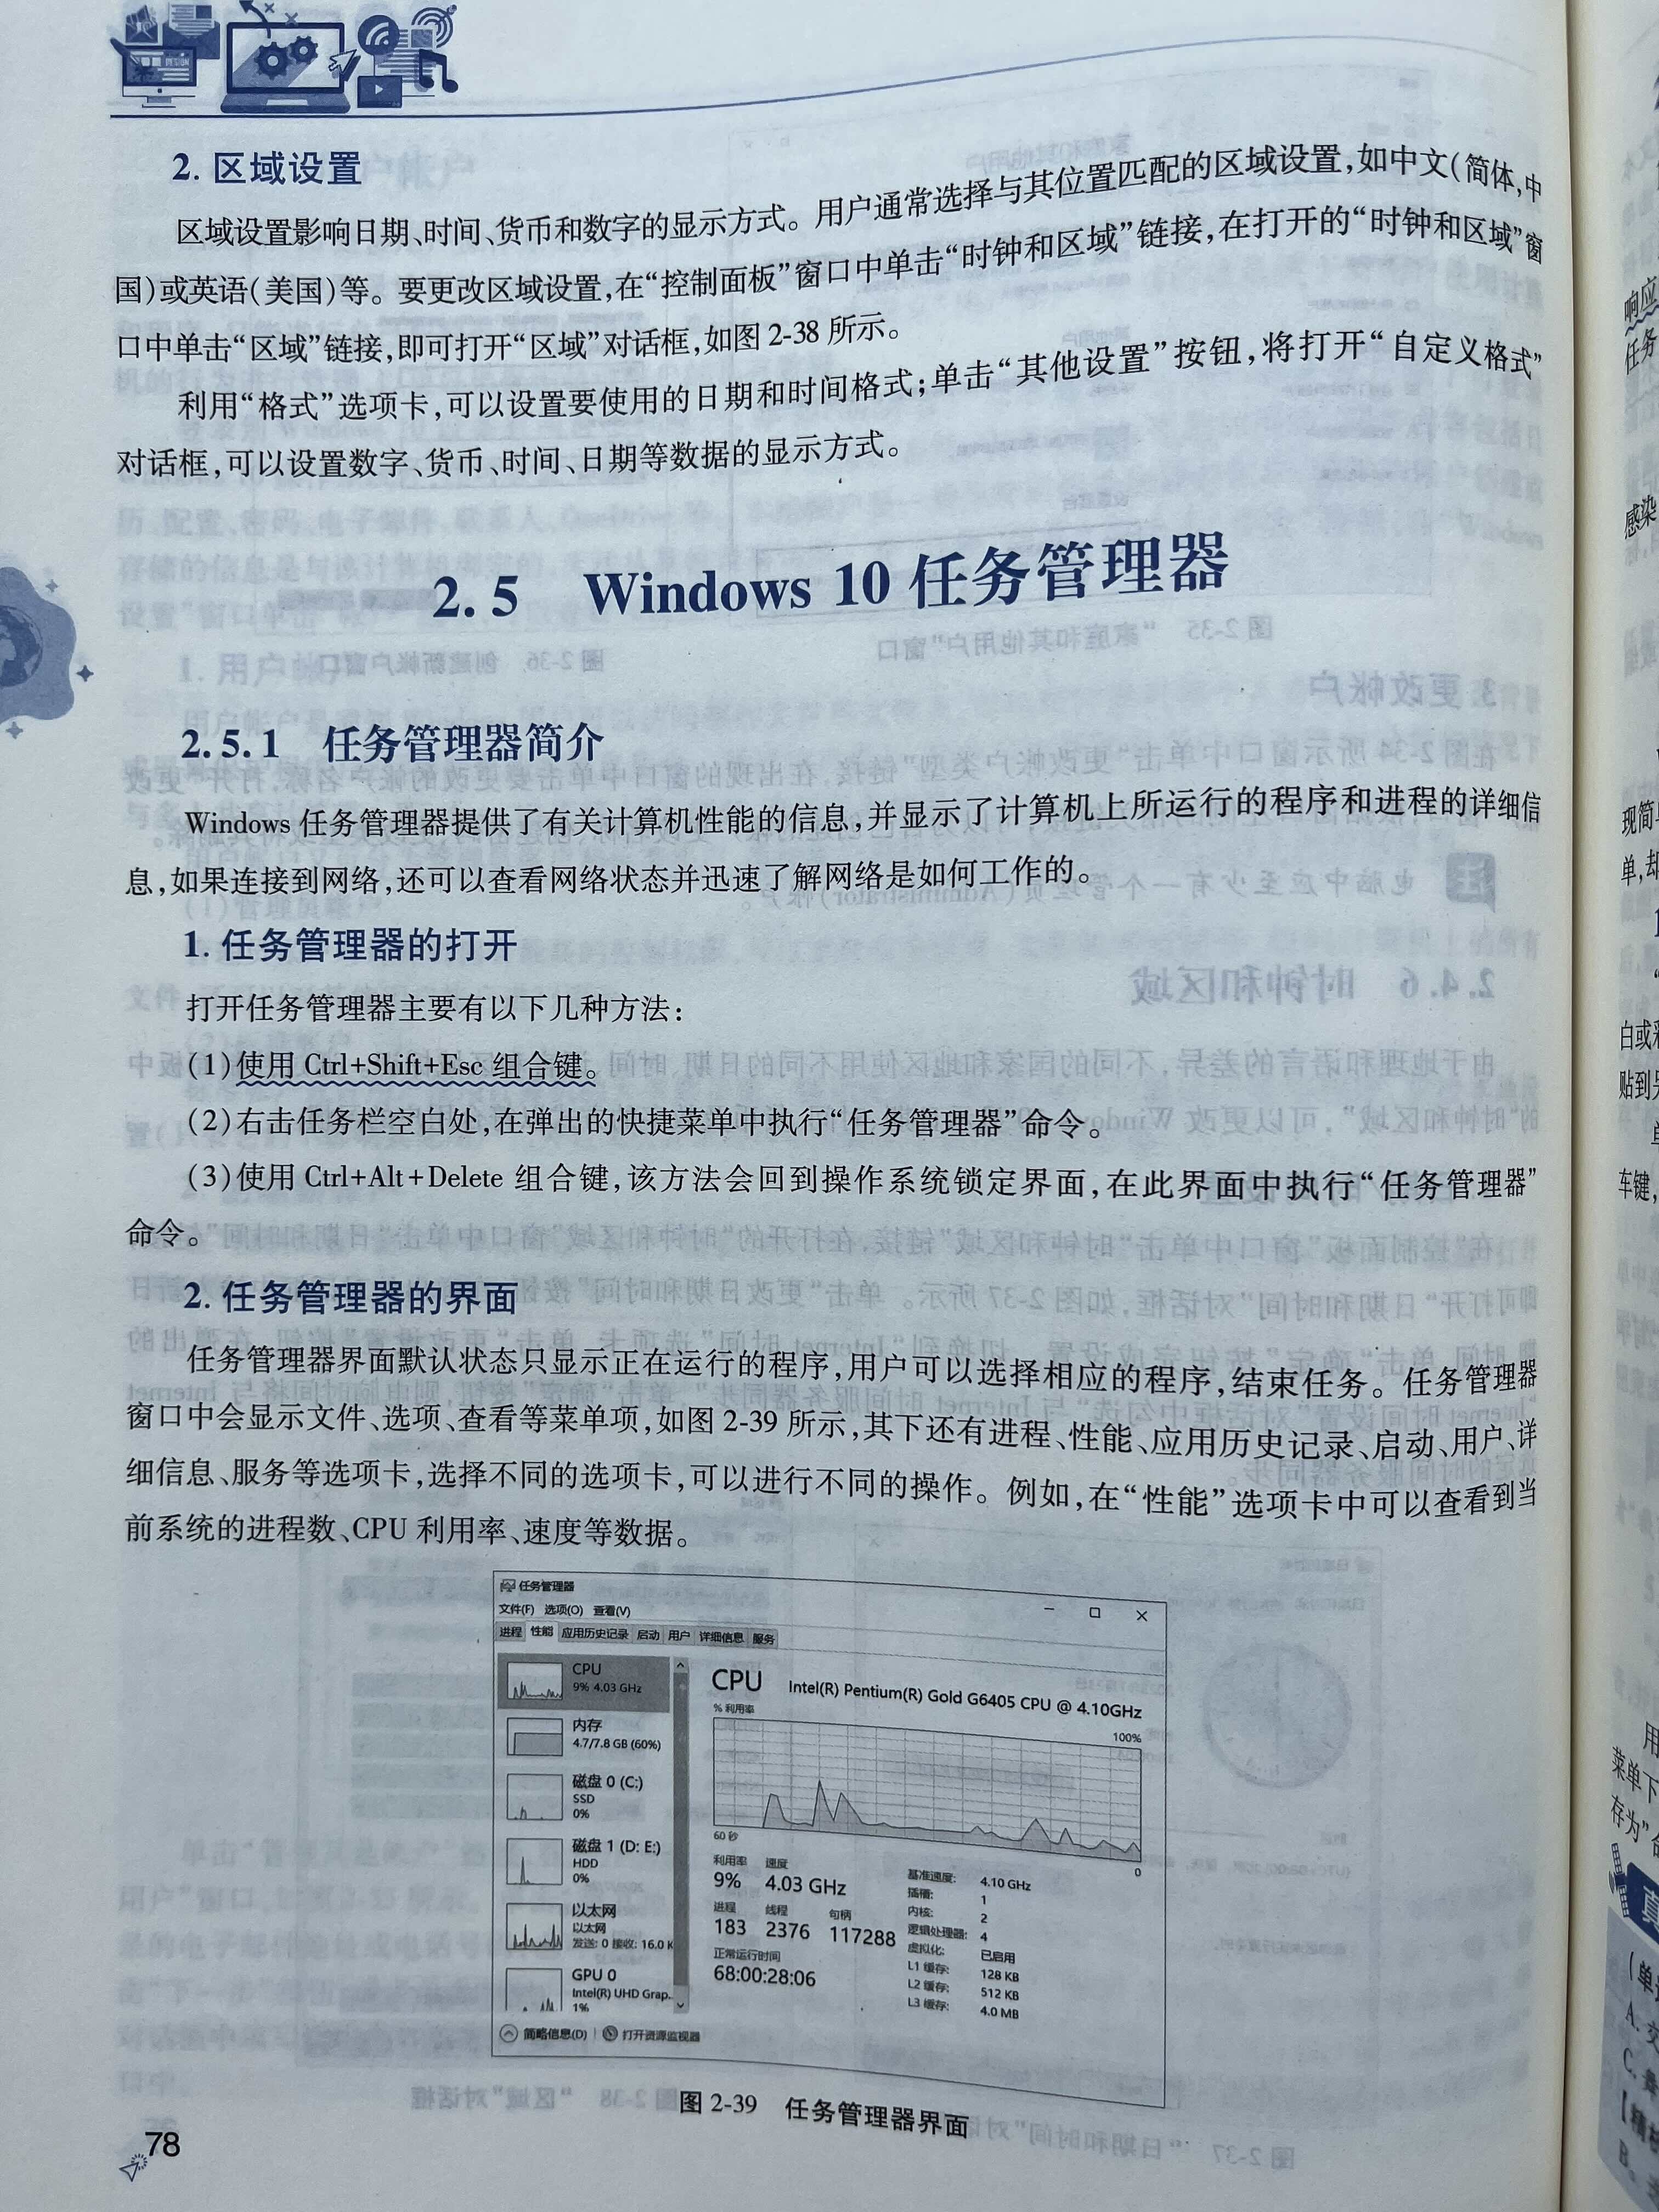 2. 区域设置
区域设置影响日期、时间、货币和数字的显示方式。用户通常选择与其位置匹配的区域设置,如中文(简体,中
国)或英语(美国)等。要更改区域设置,在“控制面板”窗口中单击“时钟和区域”链接,在打开的“时钟和区域”窗
口中单击“区域”链接,即可打开“区域”对话框,如图 2-38 所示。
利用“格式”选项卡,可以设置要使用的日期和时间格式;单击“其他设置”按钮,将打开“自定义格式”
对话框,可以设置数字、货币、时间、日期等数据的显示方式。
2.5 Windows 10 任务管理器
2.5.1 任务管理器简介
Windows 任务管理器提供了有关计算机性能的信息,并显示了计算机上所运行的程序和进程的详细信
息,如果连接到网络,还可以查看网络状态并迅速了解网络是如何工作的。
1. 任务管理器的打开
打开任务管理器主要有以下几种方法:
(1)使用 Ctrl+Shift+Esc 组合键。
(2)右击任务栏空白处,在弹出的快捷菜单中执行“任务管理器”命令。
(3)使用 Ctrl+Alt+Delete 组合键,该方法会回到操作系统锁定界面,在此界面中执行“任务管理器”
命令。
2. 任务管理器的界面
任务管理器界面默认状态只显示正在运行的程序,用户可以选择相应的程序,结束任务。任务管理器
窗口中会显示文件、选项、查看等菜单项,如图 2-39 所示,其下还有进程、性能、应用历史记录、启动、用户、详
细信息、服务等选项卡,选择不同的选项卡,可以进行不同的操作。例如,在“性能”选项卡中可以查看到当
前系统的进程数、CPU 利用率、速度等数据。
任务管理器
文件(F) 选项(O) 查看(V)
进程 性能 应用历史记录 启动 用户 详细信息 服务
CPU
9% 4.03 GHz
内存
4.7/7.8 GB (60%)
磁盘 0 (C:)
SSD
0%
磁盘 1 (D: E:)
HDD
0%
以太网
以太网
发送: 0 接收: 16.0 K
GPU 0
Intel(R) UHD Grap...
1%
CPU Intel(R) Pentium(R) Gold G6405 CPU @ 4.10GHz
% 利用率 100%
60 秒 0
利用率 速度
9% 4.03 GHz
进程 线程 句柄
183 2376 117288
正常运行时间
68:00:28:06
基准速度: 4.10 GHz
插槽: 1
内核: 2
逻辑处理器: 4
虚拟化: 已启用
L1 缓存: 128 KB
L2 缓存: 512 KB
L3 缓存: 4.0 MB
简略信息(D) 打开资源监视器
图 2-39 任务管理器界面
78
响应
任务
感染
现简单
单,却
白或
贴到
车键,
用
菜单下
存为”
真
(单
A. 交
C.
【精
B。